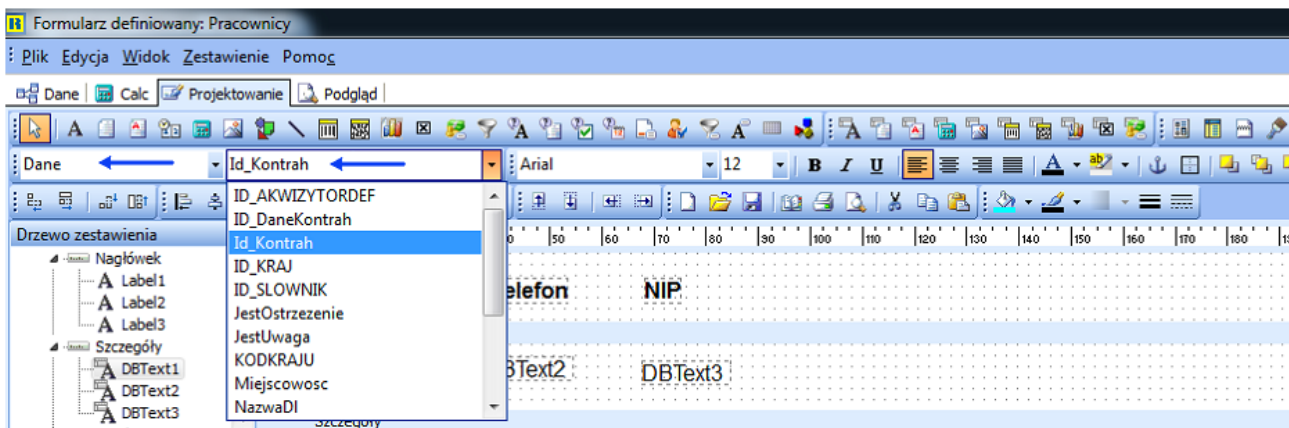 Formularz definiowany: Pracownicy
Plik Edycja Widok Zestawienie Pomoc
Dane Calc Projektowanie Podgląd
Dane Id_Kontrah Arial 12 B I U
ID_AKWIZYTORDEF
ID_DaneKontrah
Id_Kontrah
ID_KRAJ
ID_SLOWNIK
JestOstrzezenie
JestUwaga
KODKRAJU
Miejscowosc
NazwaDl
Drzewo zestawienia
Nagłówek
Label1
Label2
Label3
Szczegóły
DBText1
DBText2
DBText3
50 60 70 80 90 100 110 120 130 140 150 160 170 180
elefon NIP
BText2 DBText3
Szczegóły